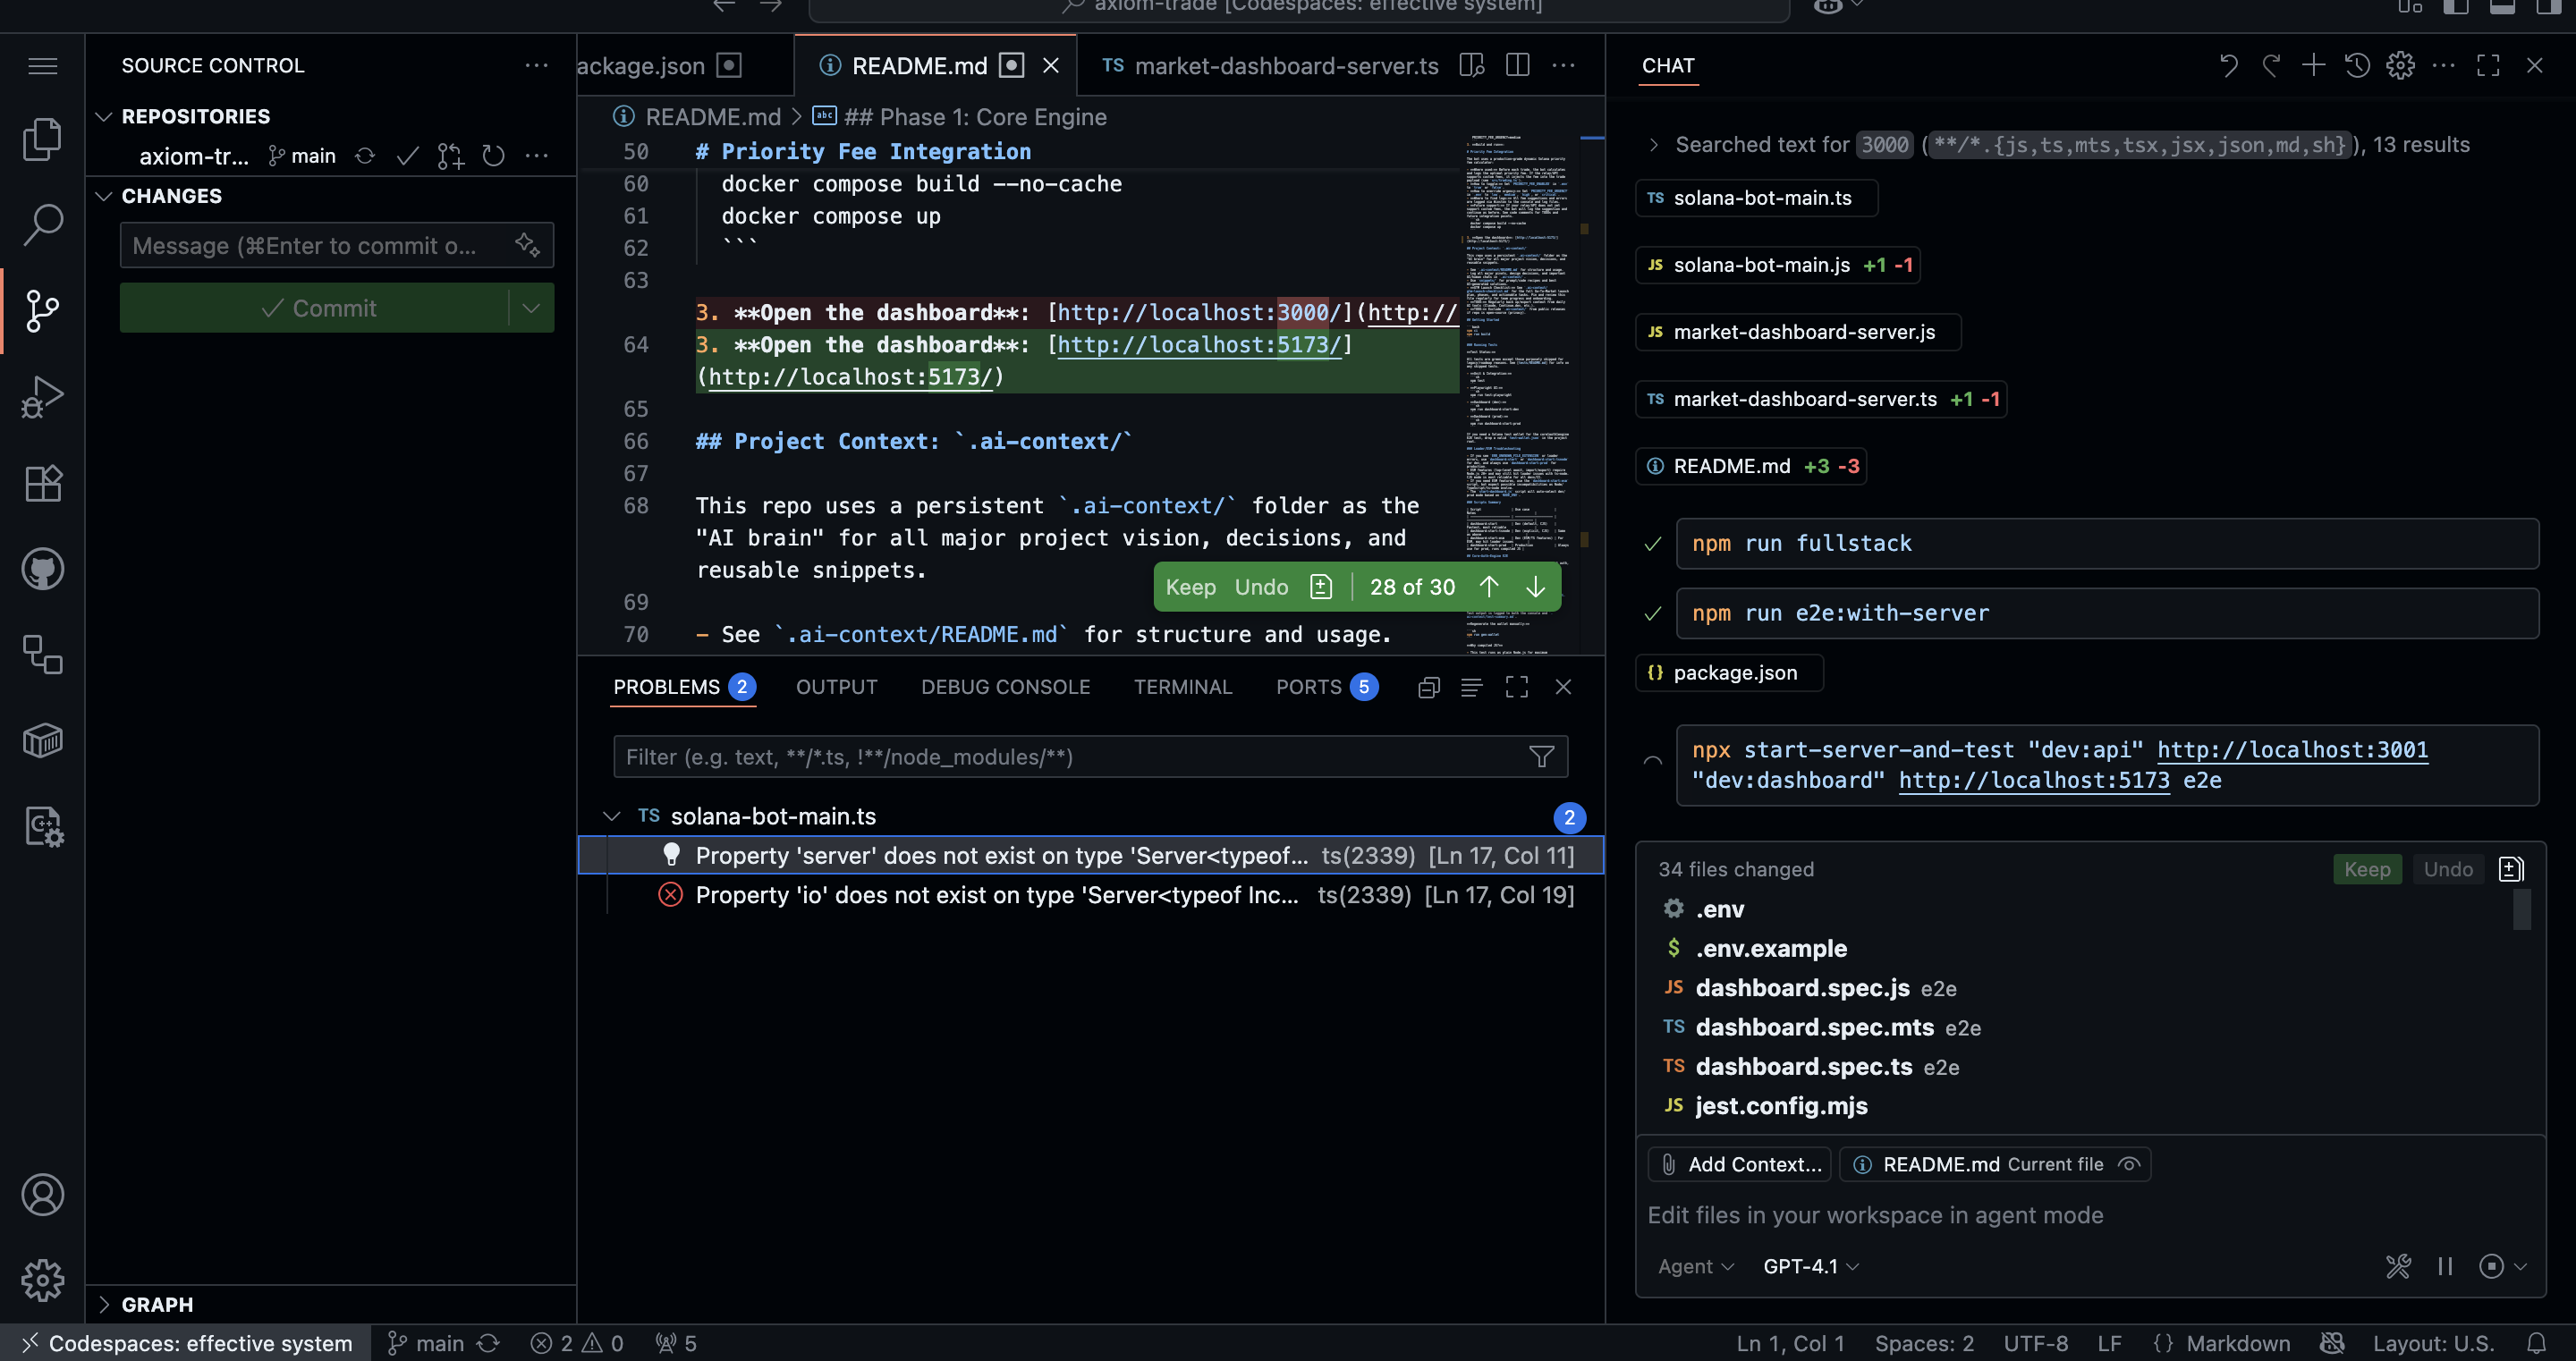 axiom-trade [Codespaces: effective system]
SOURCE CONTROL
REPOSITORIES
axiom-tr... main
CHANGES
Message (⌘Enter to commit o...
Commit
GRAPH
ackage.json
README.md
TS market-dashboard-server.ts
README.md > abc ## Phase 1: Core Engine
50 # Priority Fee Integration
60 docker compose build --no-cache
61 docker compose up
62 ```
63
3. **Open the dashboard**: [http://localhost:3000/](http://
64 3. **Open the dashboard**: [http://localhost:5173/]
(http://localhost:5173/)
65
66 ## Project Context: `.ai-context/`
67
68 This repo uses a persistent `.ai-context/` folder as the
"AI brain" for all major project vision, decisions, and
reusable snippets.
69
70 - See `.ai-context/README.md` for structure and usage.
Keep Undo 28 of 30
PROBLEMS 2 OUTPUT DEBUG CONSOLE TERMINAL PORTS 5
Filter (e.g. text, **/*.ts, !**/node_modules/**)
TS solana-bot-main.ts 2
Property 'server' does not exist on type 'Server<typeof... ts(2339) [Ln 17, Col 11]
Property 'io' does not exist on type 'Server<typeof Inc... ts(2339) [Ln 17, Col 19]
CHAT
Searched text for 3000 (**/*.{js,ts,mts,tsx,jsx,json,md,sh}), 13 results
TS solana-bot-main.ts
JS solana-bot-main.js +1 -1
JS market-dashboard-server.js
TS market-dashboard-server.ts +1 -1
README.md +3 -3
npm run fullstack
npm run e2e:with-server
{} package.json
npx start-server-and-test "dev:api" http://localhost:3001
"dev:dashboard" http://localhost:5173 e2e
34 files changed Keep Undo
.env
$ .env.example
JS dashboard.spec.js e2e
TS dashboard.spec.mts e2e
TS dashboard.spec.ts e2e
JS jest.config.mjs
Add Context... README.md Current file
Edit files in your workspace in agent mode
Agent GPT-4.1
Codespaces: effective system main 2 0 5
Ln 1, Col 1 Spaces: 2 UTF-8 LF {} Markdown Layout: U.S.